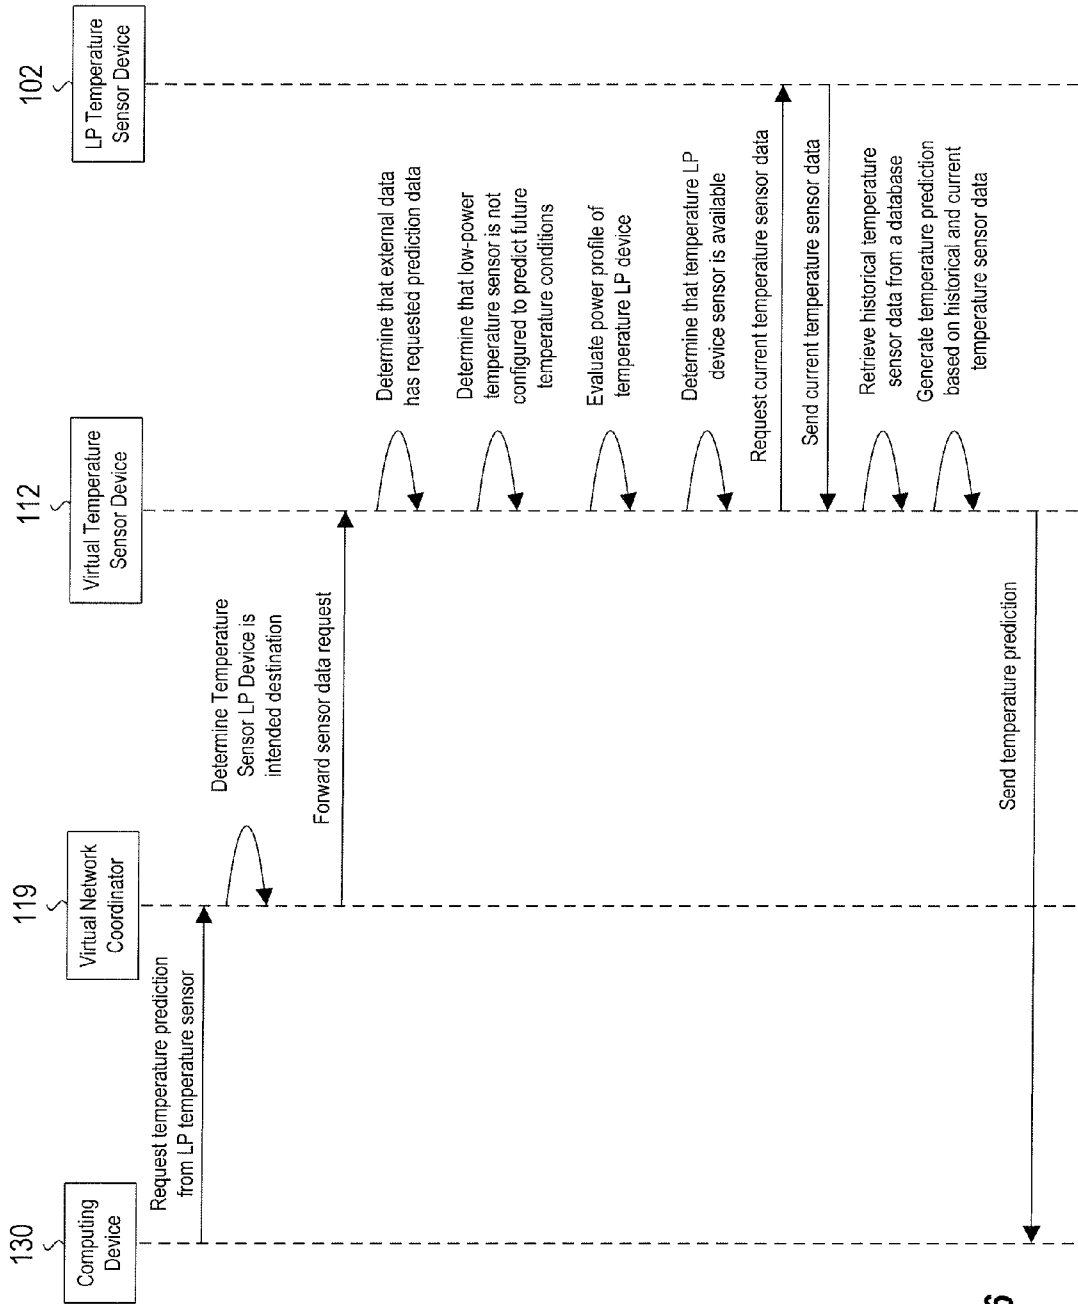 130
Computing
Device
119
Virtual Network
Coordinator
112
Virtual Temperature
Sensor Device
102
LP Temperature
Sensor Device
Request temperature prediction
from LP temperature sensor
Determine Temperature
Sensor LP Device is
intended destination
Forward sensor data request
Determine that external data
has requested prediction data
Determine that low-power
temperature sensor is not
configured to predict future
temperature conditions
Evaluate power profile of
temperature LP device
Determine that temperature LP
device sensor is available
Request current temperature sensor data
Send current temperature sensor data
Retrieve historical temperature
sensor data from a database
Generate temperature prediction
based on historical and current
temperature sensor data
Send temperature prediction